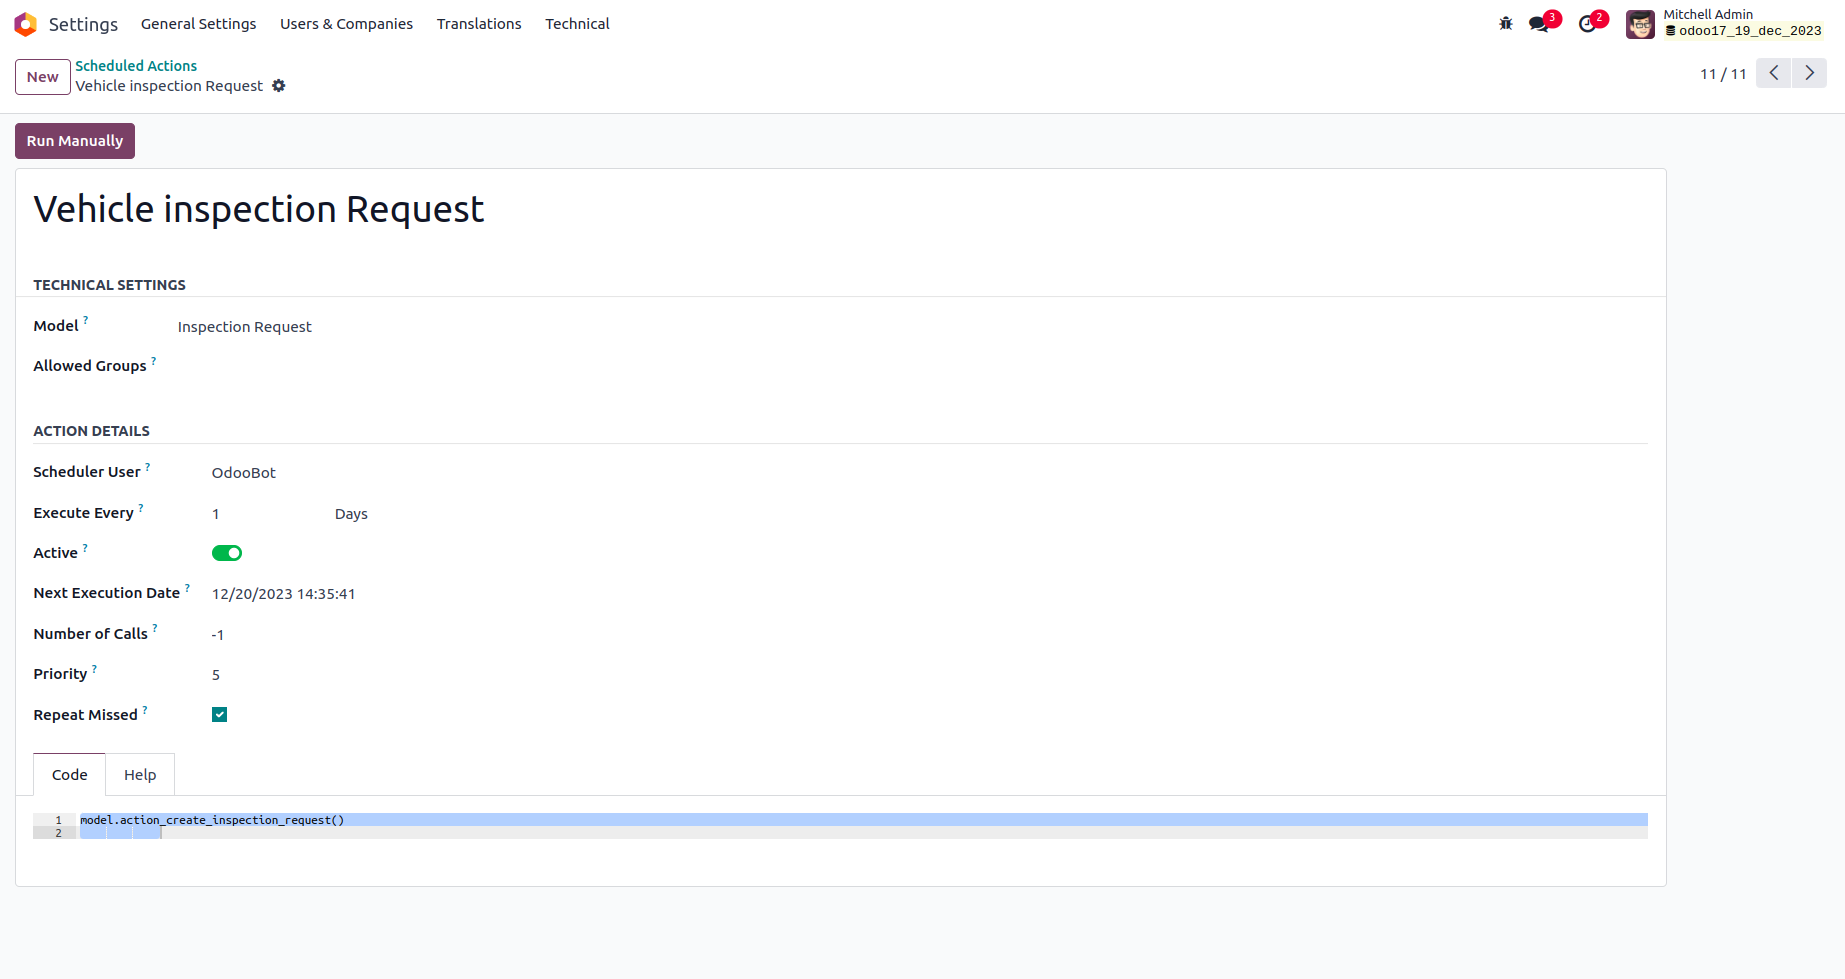 Settings General Settings Users & Companies Translations Technical 3 2 Mitchell Admin
odoo17_19_dec_2023
New Scheduled Actions
Vehicle inspection Request 11 / 11
Run Manually
Vehicle inspection Request
TECHNICAL SETTINGS
Model ? Inspection Request
Allowed Groups ?
ACTION DETAILS
Scheduler User ? OdooBot
Execute Every ? 1 Days
Active ?
Next Execution Date ? 12/20/2023 14:35:41
Number of Calls ? -1
Priority ? 5
Repeat Missed ?
Code Help
1 model.action_create_inspection_request()
2